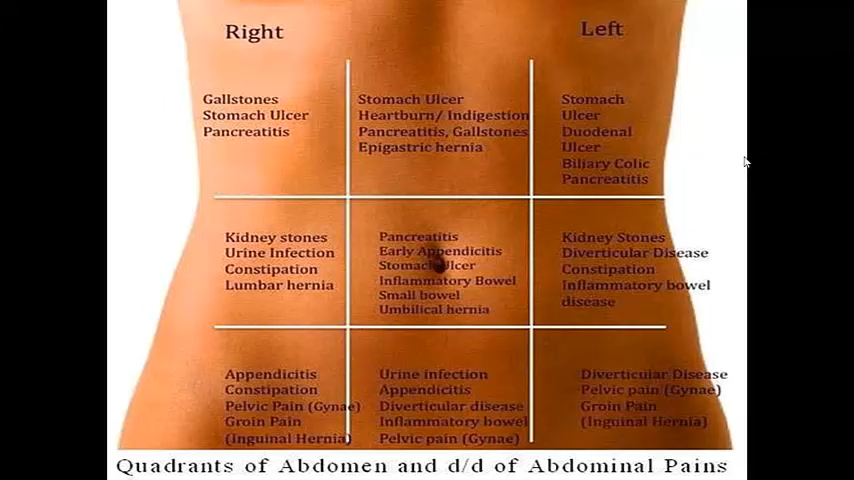 Right
Left
Gallstones
Stomach Ulcer
Pancreatitis
Stomach Ulcer
Heartburn/ Indigestion
Pancreatitis, Gallstones
Epigastric hernia
Stomach
Ulcer
Duodenal
Ulcer
Biliary Colic
Pancreatitis
Kidney stones
Urine Infection
Constipation
Lumbar hernia
Pancreatitis
Early Appendicitis
Stomach Ulcer
Inflammatory Bowel
Small bowel
Umbilical hernia
Kidney Stones
Diverticular Disease
Constipation
Inflammatory bowel
disease
Appendicitis
Constipation
Pelvic Pain (Gynae)
Groin Pain
(Inguinal Hernia)
Urine infection
Appendicitis
Diverticular disease
Inflammatory bowel
Pelvic pain (Gynae)
Diverticular Disease
Pelvic pain (Gynae)
Groin Pain
(Inguinal Hernia)
Quadrants of Abdomen and d/d of Abdominal Pains